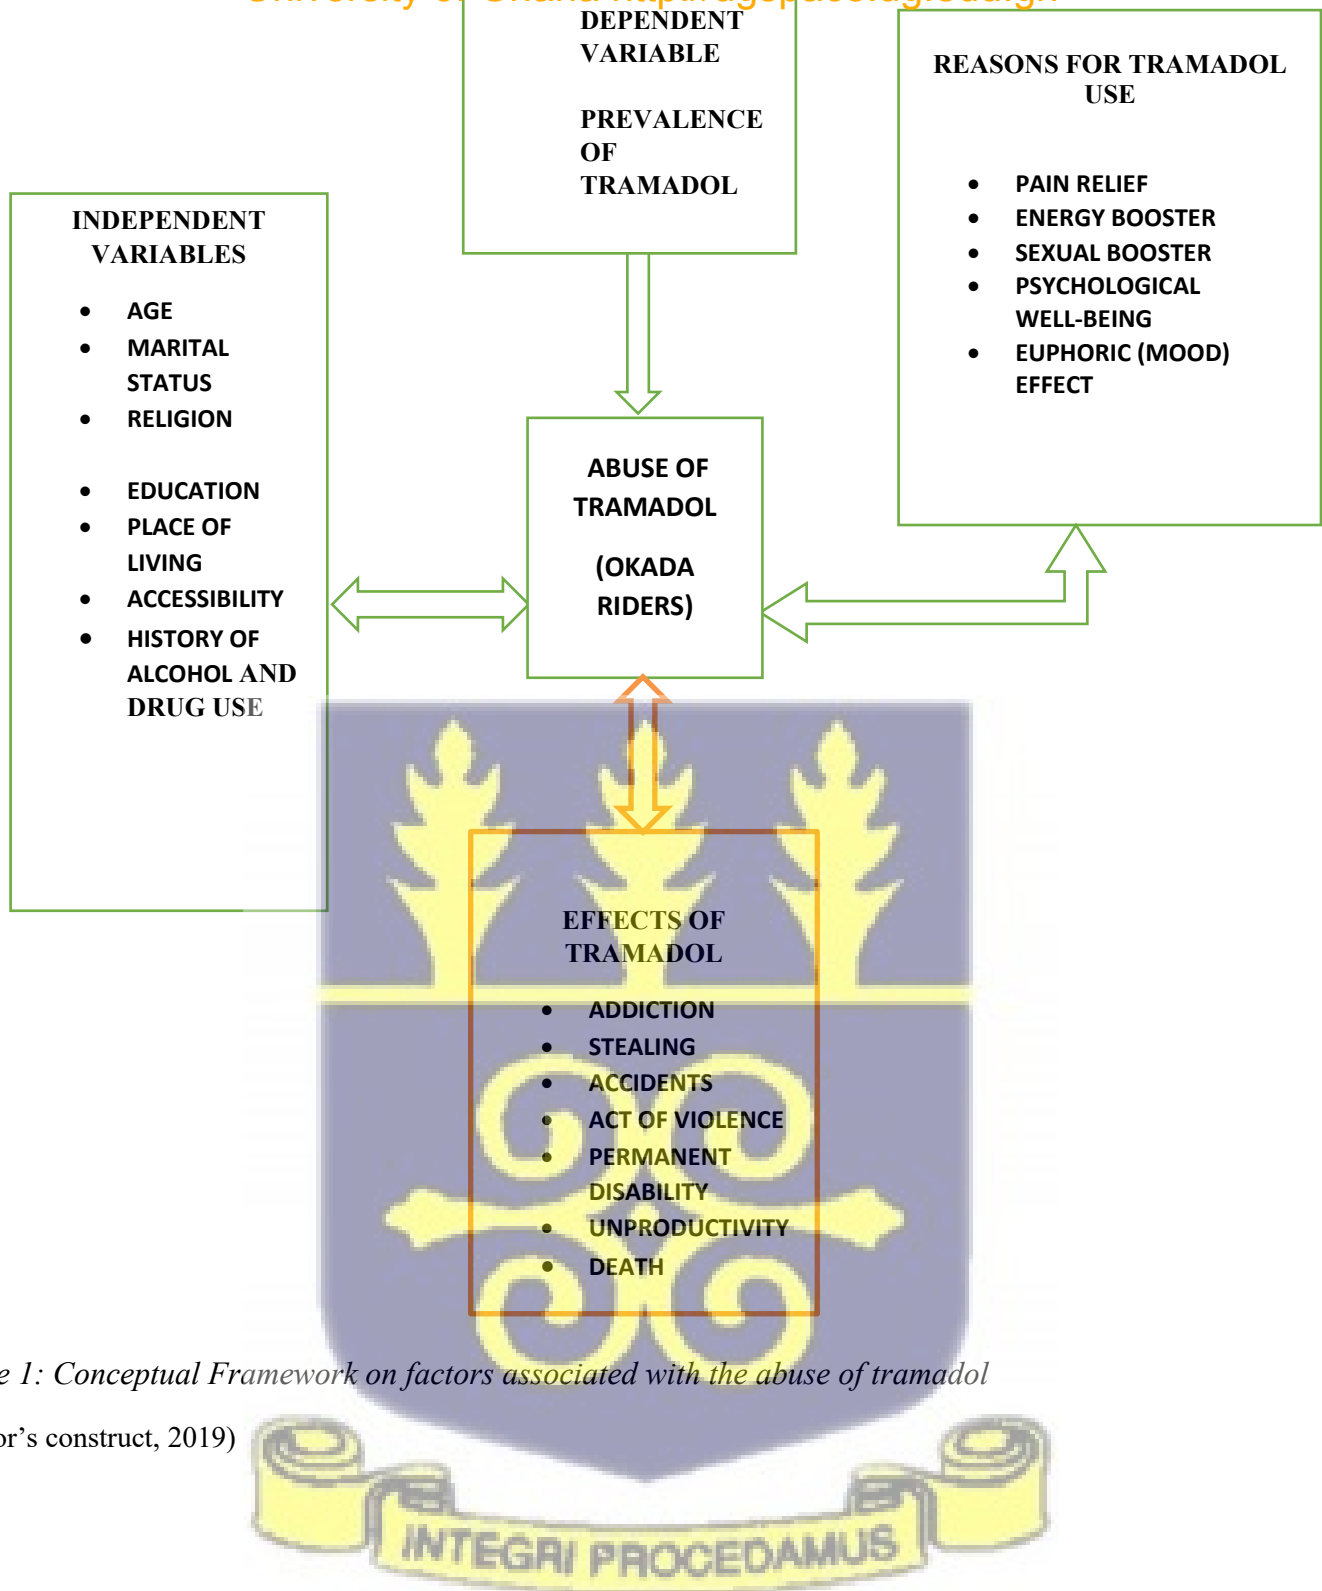 DEPENDENT
VARIABLE
PREVALENCE
OF
TRAMADOL
REASONS FOR TRAMADOL
USE
• PAIN RELIEF
• ENERGY BOOSTER
• SEXUAL BOOSTER
• PSYCHOLOGICAL
WELL-BEING
• EUPHORIC (MOOD)
EFFECT
INDEPENDENT
VARIABLES
• AGE
• MARITAL
STATUS
• RELIGION
• EDUCATION
• PLACE OF
LIVING
• ACCESSIBILITY
• HISTORY OF
ALCOHOL AND
DRUG USE
ABUSE OF
TRAMADOL
(OKADA
RIDERS)
EFFECTS OF
TRAMADOL
• ADDICTION
• STEALING
• ACCIDENTS
• ACT OF VIOLENCE
• PERMANENT
DISABILITY
• UNPRODUCTIVITY
• DEATH
e 1: Conceptual Framework on factors associated with the abuse of tramadol
or’s construct, 2019)
INTEGRI PROCEDAMUS